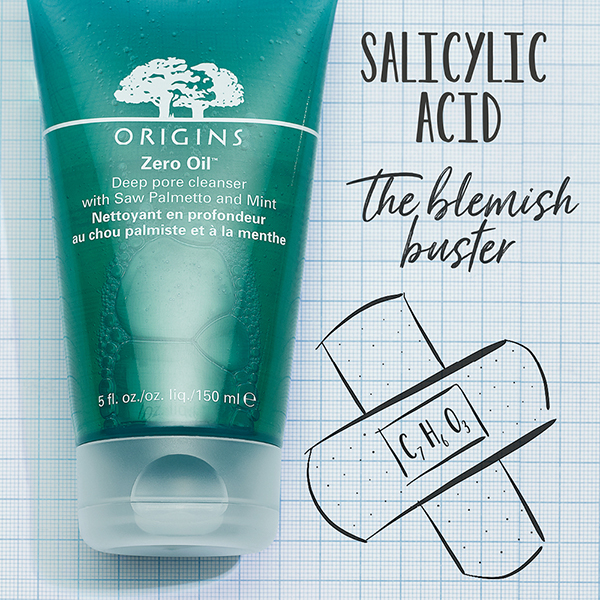 ORIGINS
Zero Oil™
Deep pore cleanser
with Saw Palmetto and Mint
Nettoyant en profondeur
au chou palmiste et à la menthe
5 fl. oz./oz. liq./150 ml ℮
SALICYLIC
ACID
The blemish
buster
C₇H₆O₃